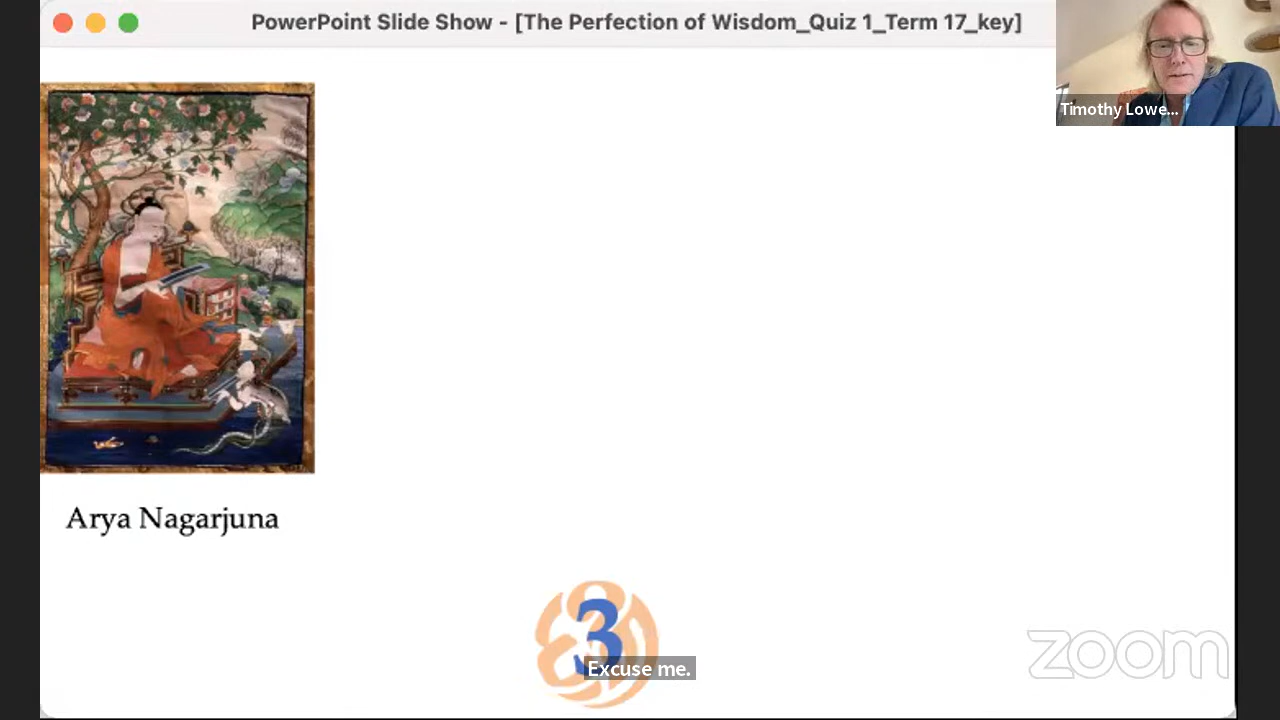 PowerPoint Slide Show - [The Perfection of Wisdom_Quiz 1_Term 17_key]
Timothy Lowe...
Arya Nagarjuna
3
Excuse me.
zoom